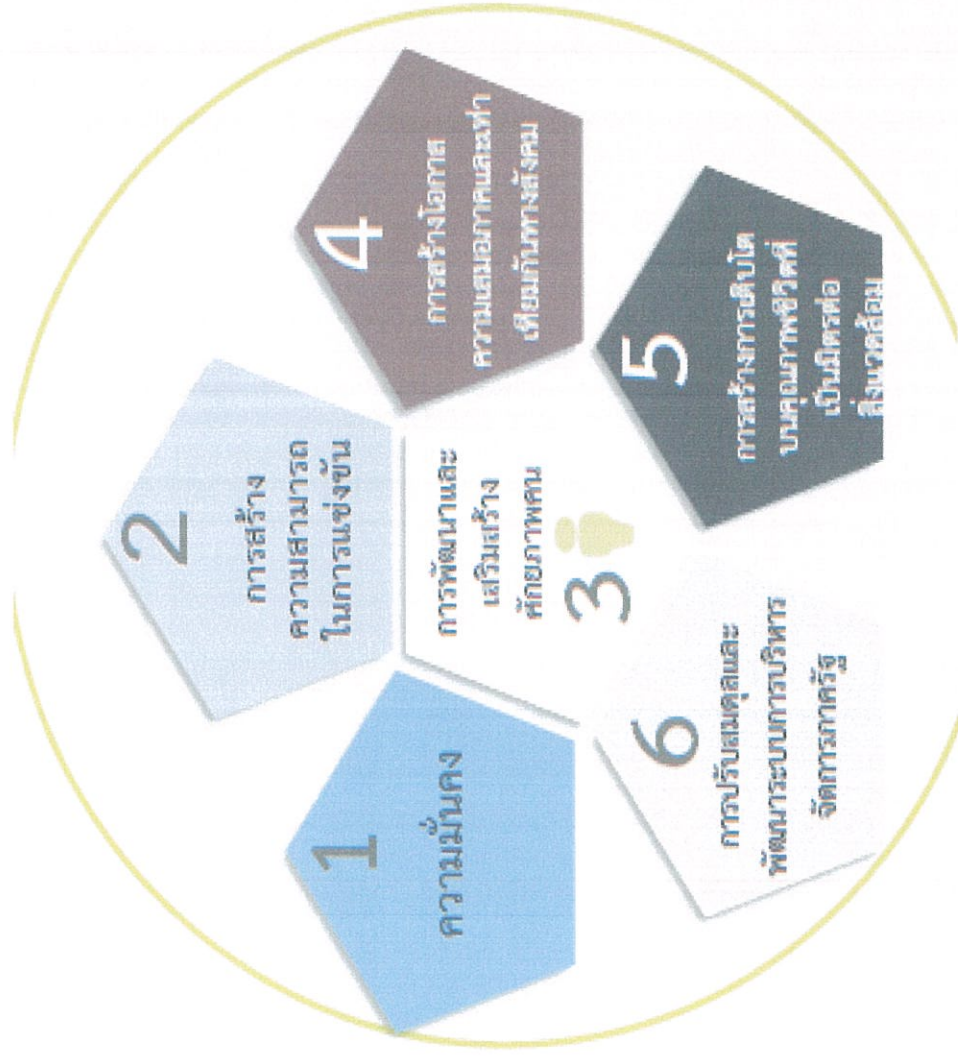 1
ความมั่นคง
2
การสร้าง
ความสามารถ
ในการแข่งขัน
การพัฒนาและ
เสริมสร้าง
ศักยภาพคน
3
4
การสร้างโอกาส
ความเสมอภาคและเท่า
เทียมกันทางสังคม
5
การสร้างการเติบโต
บนคุณภาพชีวิตที่
เป็นมิตรต่อ
สิ่งแวดล้อม
6
การปรับสมดุลและ
พัฒนาระบบการบริหาร
จัดการภาครัฐ